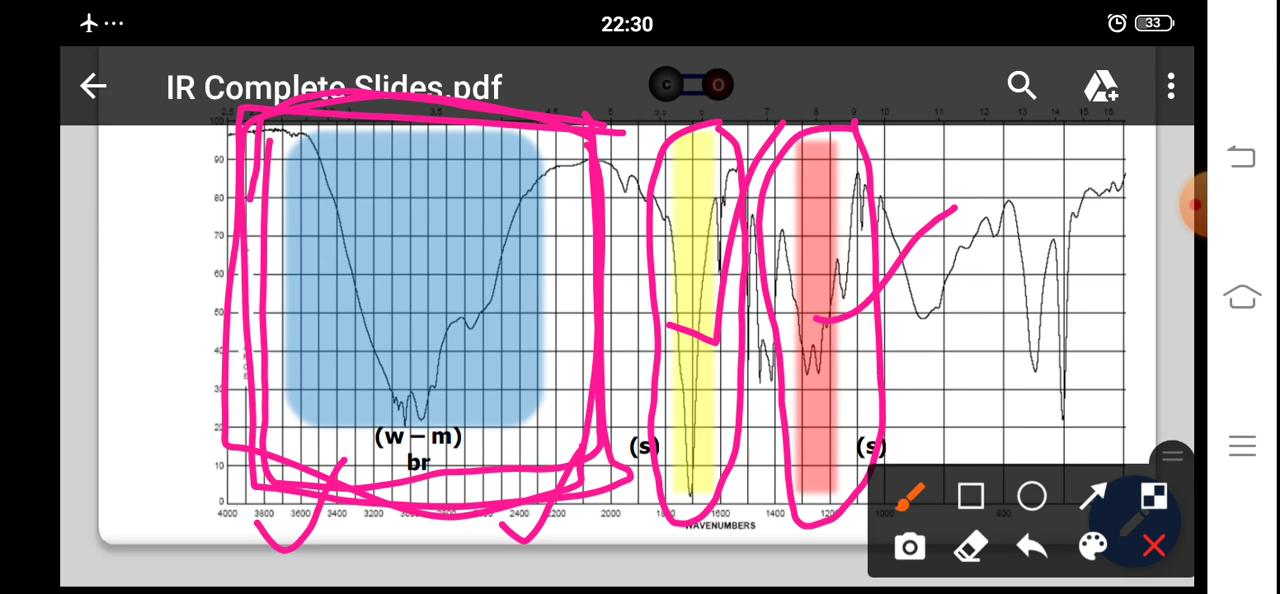 22:30
33
IR Complete Slides.pdf
C O
2.5 3.5 4.5 5 5.5 6 7 8 9 10 11 12 13 14 15 16
100
90
80
70
60
50
40
30
20
10
0
(w – m)
br
(s)
(s)
4000 3800 3600 3400 3200 2400 2200 2000 1600 1200 1000 800
WAVENUMBERS